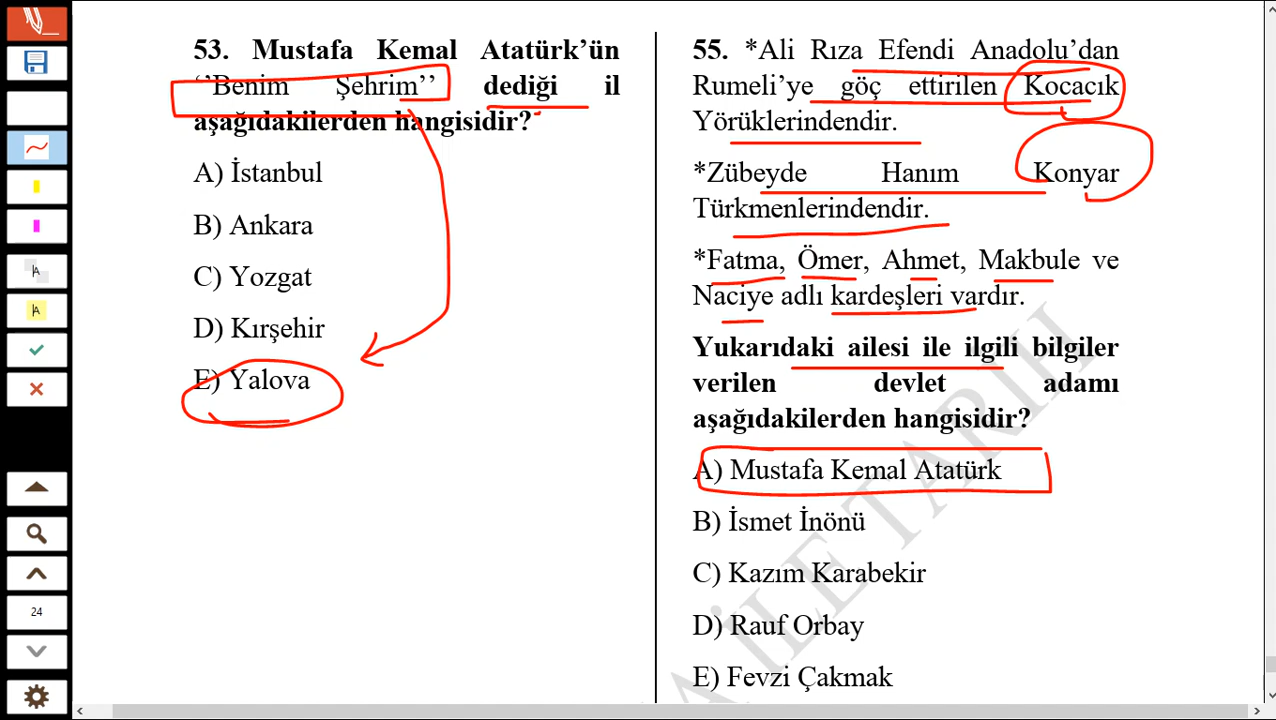 53. Mustafa Kemal Atatürk’ün
‘’Benim Şehrim’’ dediği il
aşağıdakilerden hangisidir?
A) İstanbul
B) Ankara
C) Yozgat
D) Kırşehir
E) Yalova
55. *Ali Rıza Efendi Anadolu’dan
Rumeli’ye göç ettirilen Kocacık
Yörüklerindendir.
*Zübeyde Hanım Konyar
Türkmenlerindendir.
*Fatma, Ömer, Ahmet, Makbule ve
Naciye adlı kardeşleri vardır.
Yukarıdaki ailesi ile ilgili bilgiler
verilen devlet adamı
aşağıdakilerden hangisidir?
A) Mustafa Kemal Atatürk
B) İsmet İnönü
C) Kazım Karabekir
D) Rauf Orbay
E) Fevzi Çakmak
A İLE TARİH
A
A
24